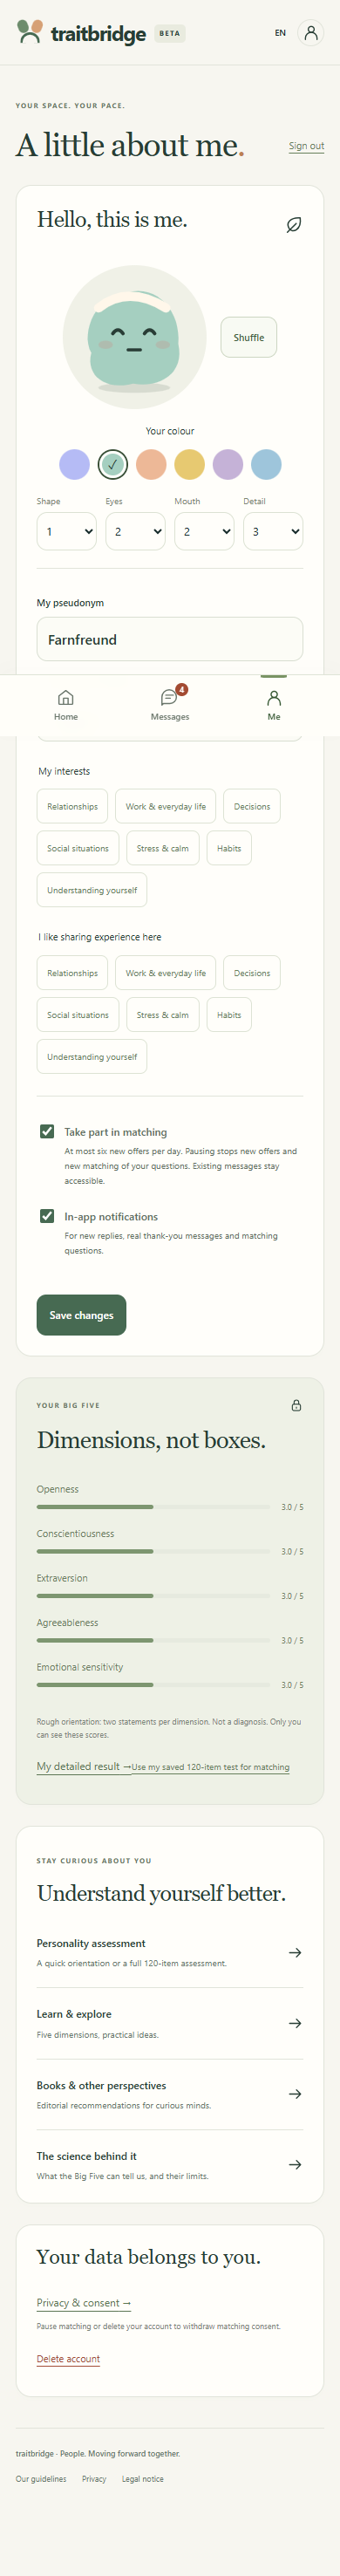 traitbridge BETA EN
YOUR SPACE. YOUR PACE.
A little about me. Sign out
Hello, this is me.
Shuffle
Your colour
Shape Eyes Mouth Detail
1 2 2 3
My pseudonym
Farnfreund
Home Messages 4 Me
My interests
Relationships Work & everyday life Decisions
Social situations Stress & calm Habits
Understanding yourself
I like sharing experience here
Relationships Work & everyday life Decisions
Social situations Stress & calm Habits
Understanding yourself
Take part in matching
At most six new offers per day. Pausing stops new offers and
new matching of your questions. Existing messages stay
accessible.
In-app notifications
For new replies, real thank-you messages and matching
questions.
Save changes
YOUR BIG FIVE
Dimensions, not boxes.
Openness
3.0 / 5
Conscientiousness
3.0 / 5
Extraversion
3.0 / 5
Agreeableness
3.0 / 5
Emotional sensitivity
3.0 / 5
Rough orientation: two statements per dimension. Not a diagnosis. Only you
can see these scores.
My detailed result →Use my saved 120-item test for matching
STAY CURIOUS ABOUT YOU
Understand yourself better.
Personality assessment
A quick orientation or a full 120-item assessment.
Learn & explore
Five dimensions, practical ideas.
Books & other perspectives
Editorial recommendations for curious minds.
The science behind it
What the Big Five can tell us, and their limits.
Your data belongs to you.
Privacy & consent →
Pause matching or delete your account to withdraw matching consent.
Delete account
traitbridge · People. Moving forward together.
Our guidelines Privacy Legal notice